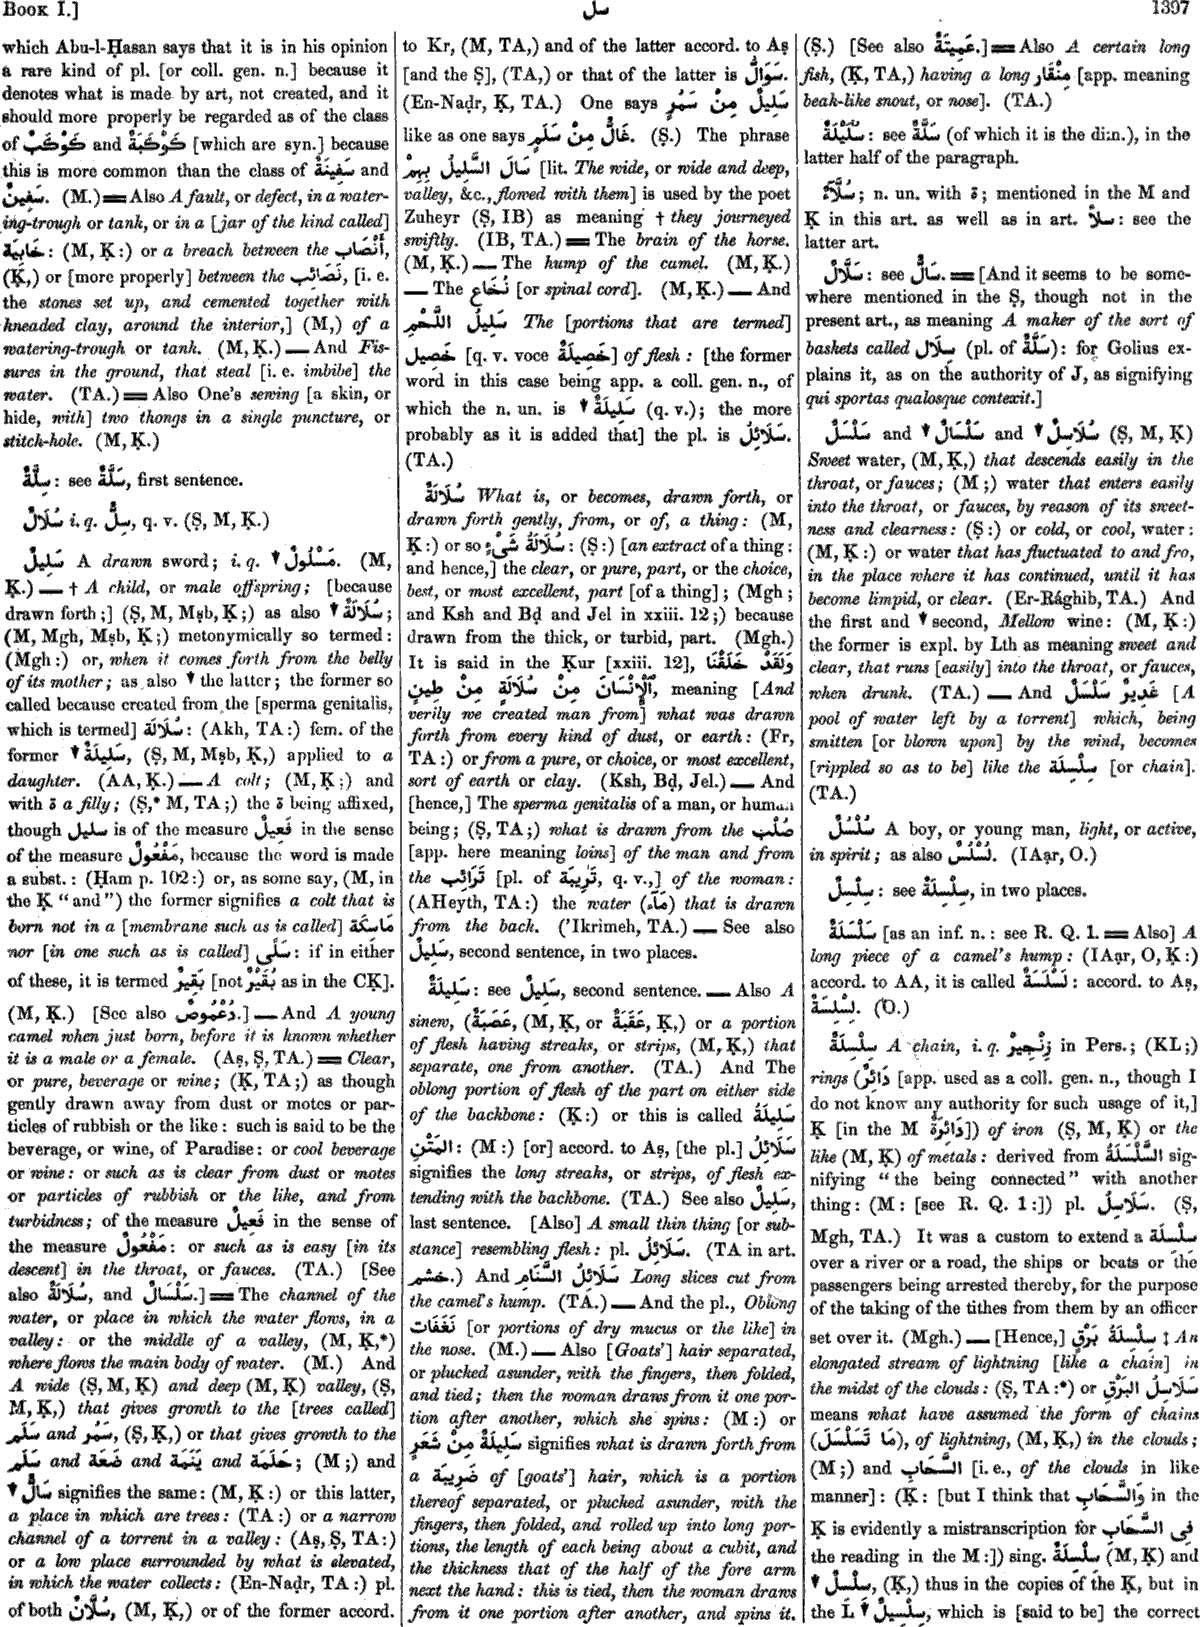 BOOK I.]
سل
1397
which Abu-l-Ḥasan says that it is in his opinion
a rare kind of pl. [or coll. gen. n.] because it
denotes what is made by art, not created, and it
should more properly be regarded as of the class
of كَوْكَبٌ and كَوْكَبَةٌ [which are syn.] because
this is more common than the class of سَفِينَةٌ and
سَفِينٌ. (M.) ＝ Also A fault, or defect, in a water-
ing-trough or tank, or in a [jar of the kind called]
خَابِيَة: (M, Ḳ:) or a breach between the أَنْصَاب,
(Ḳ,) or [more properly] between the نَصَائِب, [i. e.
the stones set up, and cemented together with
kneaded clay, around the interior,] (M,) of a
watering-trough or tank. (M, Ḳ.) — And Fis-
sures in the ground, that steal [i. e. imbibe] the
water. (TA.) ＝ Also One's sewing [a skin, or
hide, with] two thongs in a single puncture, or
stitch-hole. (M, Ḳ.)
سِلَّةٌ: see سَلَّةٌ, first sentence.
سُلَالٌ i. q. سِلٌّ, q. v. (Ṣ, M, Ḳ.)
سَلِيلٌ A drawn sword; i. q. ▼ مَسْلُولٌ. (M,
Ḳ.) — † A child, or male offspring; [because
drawn forth;] (Ṣ, M, Mṣb, Ḳ;) as also ▼ سُلَالَةٌ;
(M, Mgh, Mṣb, Ḳ;) metonymically so termed:
(Mgh:) or, when it comes forth from the belly
of its mother; as also ▼ the latter; the former so
called because created from the [sperma genitalis,
which is termed] سُلَالَة: (Akh, TA:) fem. of the
former ▼ سَلِيلَةٌ, (Ṣ, M, Mṣb, Ḳ,) applied to a
daughter. (AA, Ḳ.) — A colt; (M, Ḳ;) and
with ة a filly; (Ṣ,* M, TA;) the ة being affixed,
though سليل is of the measure فَعِيلٌ in the sense
of the measure مَفْعُولٌ, because the word is made
a subst.: (Ḥam p. 102:) or, as some say, (M, in
the Ḳ “and”) the former signifies a colt that is
born not in a [membrane such as is called] مَاسِكَة
nor [in one such as is called] سَلًى: if in either
of these, it is termed بَقِيرٌ [not بُقَيْرٌ as in the CḲ].
(M, Ḳ.) [See also دُعْمُوصٌ.] — And A young
camel when just born, before it is known whether
it is a male or a female. (Aṣ, Ṣ, TA.) ＝ Clear,
or pure, beverage or wine; (Ḳ, TA;) as though
gently drawn away from dust or motes or par-
ticles of rubbish or the like: such is said to be the
beverage, or wine, of Paradise: or cool beverage
or wine: or such as is clear from dust or motes
or particles of rubbish or the like, and from
turbidness; of the measure فَعِيلٌ in the sense of
the measure مَفْعُولٌ: or such as is easy [in its
descent] in the throat, or fauces. (TA.) [See
also سُلَالَةٌ, and سَلْسَالٌ.] ＝ The channel of the
water, or place in which the water flows, in a
valley: or the middle of a valley, (M, Ḳ,*)
where flows the main body of water. (M.) And
A wide (Ṣ, M, Ḳ) and deep (M, Ḳ) valley, (Ṣ,
M, Ḳ,) that gives growth to the [trees called]
سَلَم and سَمُر, (Ṣ, Ḳ,) or that gives growth to the
سَلَم and ضَعَة and يَنَمَة and حَلَمَة; (M;) and
▼ سَالٌّ signifies the same: (M, Ḳ:) or this latter,
a place in which are trees: (TA:) or a narrow
channel of a torrent in a valley: (Aṣ, Ṣ, TA:)
or a low place surrounded by what is elevated,
in which the water collects: (En-Naḍr, TA:) pl.
of both سُلَّانٌ, (M, Ḳ,) or of the former accord.
to Kr, (M, TA,) and of the latter accord. to Aṣ
[and the Ṣ], (TA,) or that of the latter is سَوَالُّ.
(En-Naḍr, Ḳ, TA.) One says سَلِيلٌ مِنْ سَمُرٍ
like as one says غَالٌّ مِنْ سَلَمٍ. (Ṣ.) The phrase
سَالَ السَّلِيلُ بِهِمْ [lit. The wide, or wide and deep,
valley, &c., flowed with them] is used by the poet
Zuheyr (Ṣ, IB) as meaning † they journeyed
swiftly. (IB, TA.) ＝ The brain of the horse.
(M, Ḳ.) — The hump of the camel. (M, Ḳ.)
— The نُخَاع [or spinal cord]. (M, Ḳ.) — And
سَلِيلُ اللَّحْمِ The [portions that are termed]
خَصِيل [q. v. voce خَصِيلَةٌ] of flesh: [the former
word in this case being app. a coll. gen. n., of
which the n. un. is ▼ سَلِيلَةٌ (q. v.); the more
probably as it is added that] the pl. is سَلَائِلُ.
(TA.)
سُلَالَةٌ What is, or becomes, drawn forth, or
drawn forth gently, from, or of, a thing: (M,
Ḳ:) or so سُلَالَةُ شَىْءٍ: (Ṣ:) [an extract of a thing:
and hence,] the clear, or pure, part, or the choice,
best, or most excellent, part [of a thing]; (Mgh;
and Ksh and Bḍ and Jel in xxiii. 12;) because
drawn from the thick, or turbid, part. (Mgh.)
It is said in the Ḳur [xxiii. 12], وَلَقَدْ خَلَقْنَا
ٱلْإِنْسَانَ مِنْ سُلَالَةٍ مِنْ طِينٍ, meaning [And
verily we created man from] what was drawn
forth from every kind of dust, or earth: (Fr,
TA:) or from a pure, or choice, or most excellent,
sort of earth or clay. (Ksh, Bḍ, Jel.) — And
[hence,] The sperma genitalis of a man, or human
being; (Ṣ, TA;) what is drawn from the صُلْب
[app. here meaning loins] of the man and from
the تَرَائِب [pl. of تَرِيبَة, q. v.,] of the woman:
(AHeyth, TA:) the water (مَآء) that is drawn
from the back. ('Ikrimeh, TA.) — See also
سَلِيلٌ, second sentence, in two places.
سَلِيلَةٌ: see سَلِيلٌ, second sentence. — Also A
sinew, (عَصَبَة, (M, Ḳ, or عَقَبَة, Ḳ,) or a portion
of flesh having streaks, or strips, (M, Ḳ,) that
separate, one from another. (TA.) And The
oblong portion of flesh of the part on either side
of the backbone: (Ḳ:) or this is called سَلِيلَةُ
المَتْنِ: (M:) [or] accord. to Aṣ, [the pl.] سَلَائِلُ
signifies the long streaks, or strips, of flesh ex-
tending with the backbone. (TA.) See also سَلِيلٌ,
last sentence. [Also] A small thin thing [or sub-
stance] resembling flesh: pl. سَلَائِلُ. (TA in art.
خشم.) And سَلَائِلُ السَّنَامِ Long slices cut from
the camel's hump. (TA.) — And the pl., Oblong
نَغَفَات [or portions of dry mucus or the like] in
the nose. (M.) — Also [Goats'] hair separated,
or plucked asunder, with the fingers, then folded,
and tied; then the woman draws from it one por-
tion after another, which she spins: (M:) or
سَلِيلَةٌ مِنْ شَعَرٍ signifies what is drawn forth from
a ضَرِيبَة of [goats'] hair, which is a portion
thereof separated, or plucked asunder, with the
fingers, then folded, and rolled up into long por-
tions, the length of each being about a cubit, and
the thickness that of the half of the fore arm
next the hand: this is tied, then the woman draws
from it one portion after another, and spins it.
(Ṣ.) [See also عَمِيتَةٌ.] ＝ Also A certain long
fish, (Ḳ, TA,) having a long مِنْقَار [app. meaning
beak-like snout, or nose]. (TA.)
سُلَيْلَةٌ: see سَلَّةٌ (of which it is the dim.), in the
latter half of the paragraph.
سُلَّآءٌ; n. un. with ة; mentioned in the M and
Ḳ in this art. as well as in art. سلأ: see the
latter art.
سَلَّالٌ: see سَالٌّ. ＝ [And it seems to be some-
where mentioned in the Ṣ, though not in the
present art., as meaning A maker of the sort of
baskets called سِلَال (pl. of سَلَّةٌ): for Golius ex-
plains it, as on the authority of J, as signifying
qui sportas qualosque contexit.]
سَلْسَلٌ and ▼ سَلْسَالٌ and ▼ سُلَاسِلٌ (Ṣ, M, Ḳ)
Sweet water, (M, Ḳ,) that descends easily in the
throat, or fauces; (M;) water that enters easily
into the throat, or fauces, by reason of its sweet-
ness and clearness: (Ṣ:) or cold, or cool, water:
(M, Ḳ:) or water that has fluctuated to and fro,
in the place where it has continued, until it has
become limpid, or clear. (Er-Rághib, TA.) And
the first and ▼ second, Mellow wine: (M, Ḳ:)
the former is expl. by Lth as meaning sweet and
clear, that runs [easily] into the throat, or fauces,
when drunk. (TA.) — And غَدِيرٌ سَلْسَلٌ [A
pool of water left by a torrent] which, being
smitten [or blown upon] by the wind, becomes
[rippled so as to be] like the سِلْسِلَة [or chain].
(TA.)
سُلْسُلٌ A boy, or young man, light, or active,
in spirit; as also لُسْلُسٌ. (IAạr, O.)
سِلْسِلٌ: see سِلْسِلَةٌ, in two places.
سَلْسَلَةٌ [as an inf. n.: see R. Q. 1. ＝ Also] A
long piece of a camel's hump: (IAạr, O, Ḳ:)
accord. to AA, it is called لَسْلَسَةٌ: accord. to Aṣ,
لِسْلِسَةٌ. (O.)
سِلْسِلَةٌ A chain, i. q. زَنْجِيرْ in Pers.; (KL;)
rings (دَائِرٌ [app. used as a coll. gen. n., though I
do not know any authority for such usage of it,]
Ḳ [in the M دَائِرَةٌ]) of iron (Ṣ, M, Ḳ) or the
like (M, Ḳ) of metals: derived from السَّلْسَلَةُ sig-
nifying “the being connected” with another
thing: (M: [see R. Q. 1:]) pl. سَلَاسِلُ. (Ṣ,
Mgh, TA.) It was a custom to extend a سِلْسِلَة
over a river or a road, the ships or boats or the
passengers being arrested thereby, for the purpose
of the taking of the tithes from them by an officer
set over it. (Mgh.) — [Hence,] سِلْسِلَةُ بَرْقٍ ‡ An
elongated stream of lightning [like a chain] in
the midst of the clouds: (Ṣ, TA:*) or سَلَاسِلُ البَرْقِ
means what have assumed the form of chains
(مَا تَسَلْسَلَ), of lightning, (M, Ḳ,) in the clouds;
(M;) and السَّحَابِ [i. e., of the clouds in like
manner]: (Ḳ: [but I think that وَالسَّحَابِ in the
Ḳ is evidently a mistranscription for فِى السَّحَابِ
the reading in the M:]) sing. سِلْسِلَةٌ (M, Ḳ) and
▼ سِلْسِلٌ, (Ḳ,) thus in the copies of the Ḳ, but in
the L ▼ سِلْسِيلٌ, which is [said to be] the correct